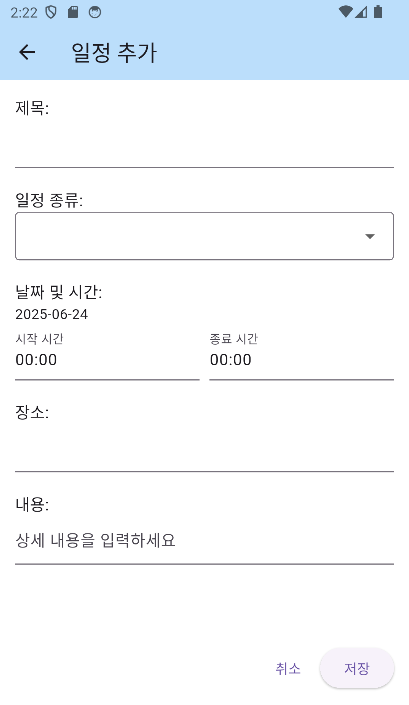 2:22
일정 추가
제목:
일정 종류:
날짜 및 시간:
2025-06-24
시작 시간 종료 시간
00:00 00:00
장소:
내용:
상세 내용을 입력하세요
취소 저장